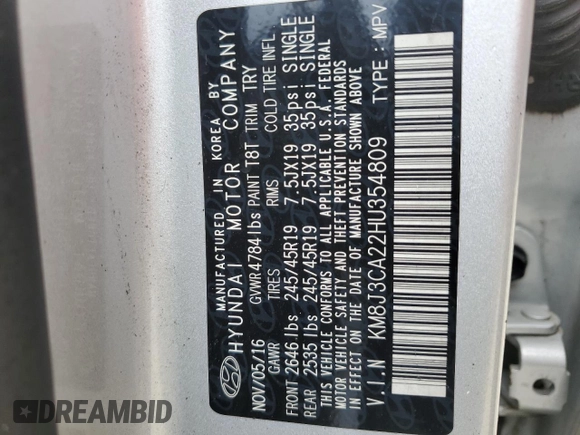 MANUFACTURED IN KOREA BY
HYUNDAI MOTOR COMPANY
NOV/05/16 GVWR 4784 lbs PAINT T8T TRIM TRY
GAWR TIRES RIMS COLD TIRE INFL.
FRONT 2646 lbs 245/45R19 7.5JX19 35psi SINGLE
REAR 2535 lbs 245/45R19 7.5JX19 35psi SINGLE
THIS VEHICLE CONFORMS TO ALL APPLICABLE U.S.A. FEDERAL
MOTOR VEHICLE SAFETY AND THEFT PREVENTION STANDARDS
IN EFFECT ON THE DATE OF MANUFACTURE SHOWN ABOVE
V.I.N KM8J3CA22HU354809 TYPE : MPV
DREAMBID